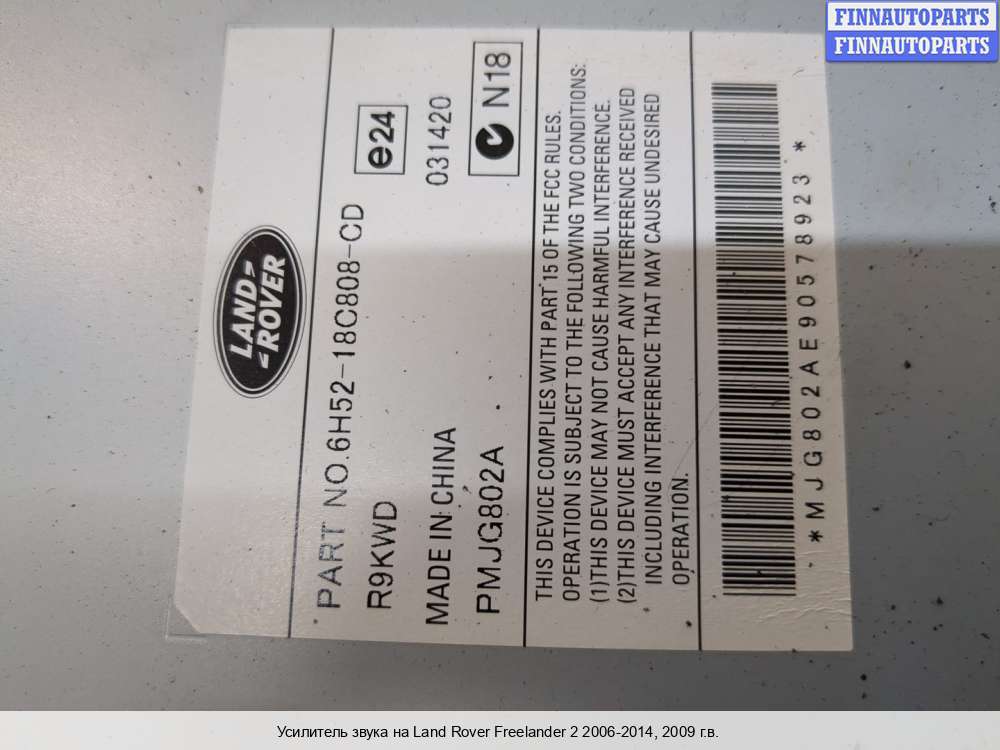 FINNAUTOPARTS
FINNAUTOPARTS
LAND-
-ROVER
PART NO.6H52-18C808-CD
R9KWD
e24
MADE IN CHINA
031420
PMJG802A
N18
THIS DEVICE COMPLIES WITH PART 15 OF THE FCC RULES.
OPERATION IS SUBJECT TO THE FOLLOWING TWO CONDITIONS:
(1)THIS DEVICE MAY NOT CAUSE HARMFUL INTERFERENCE.
(2)THIS DEVICE MUST ACCEPT ANY INTERFERENCE RECEIVED
INCLUDING INTERFERENCE THAT MAY CAUSE UNDESIRED
OPERATION.
*MJG802AE90578923*
Усилитель звука на Land Rover Freelander 2 2006-2014, 2009 г.в.